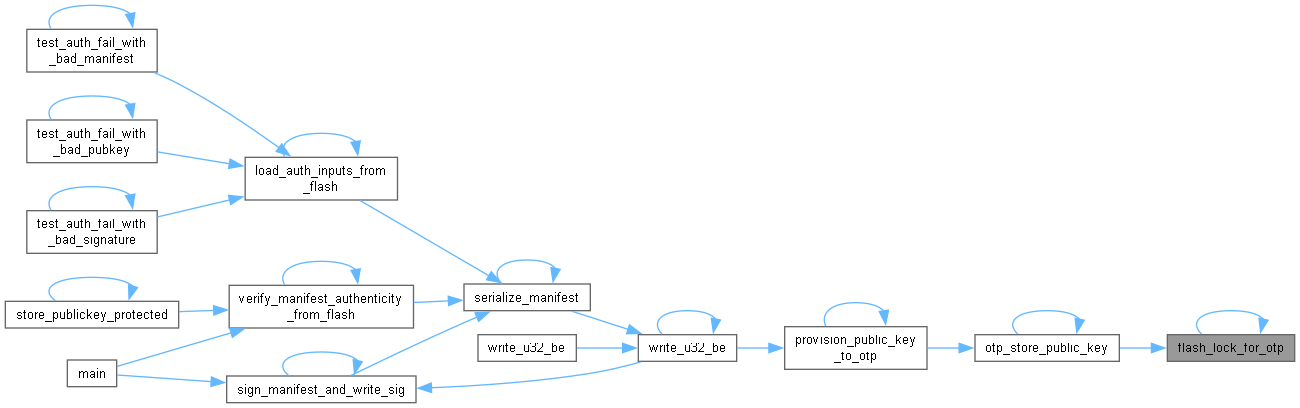 test_auth_fail_with
_bad_manifest
test_auth_fail_with
_bad_pubkey
test_auth_fail_with
_bad_signature
load_auth_inputs_from
_flash
store_publickey_protected
verify_manifest_authenticity
_from_flash
serialize_manifest
main
sign_manifest_and_write_sig
write_u32_be
write_u32_be
provision_public_key
_to_otp
otp_store_public_key
flash_lock_for_otp